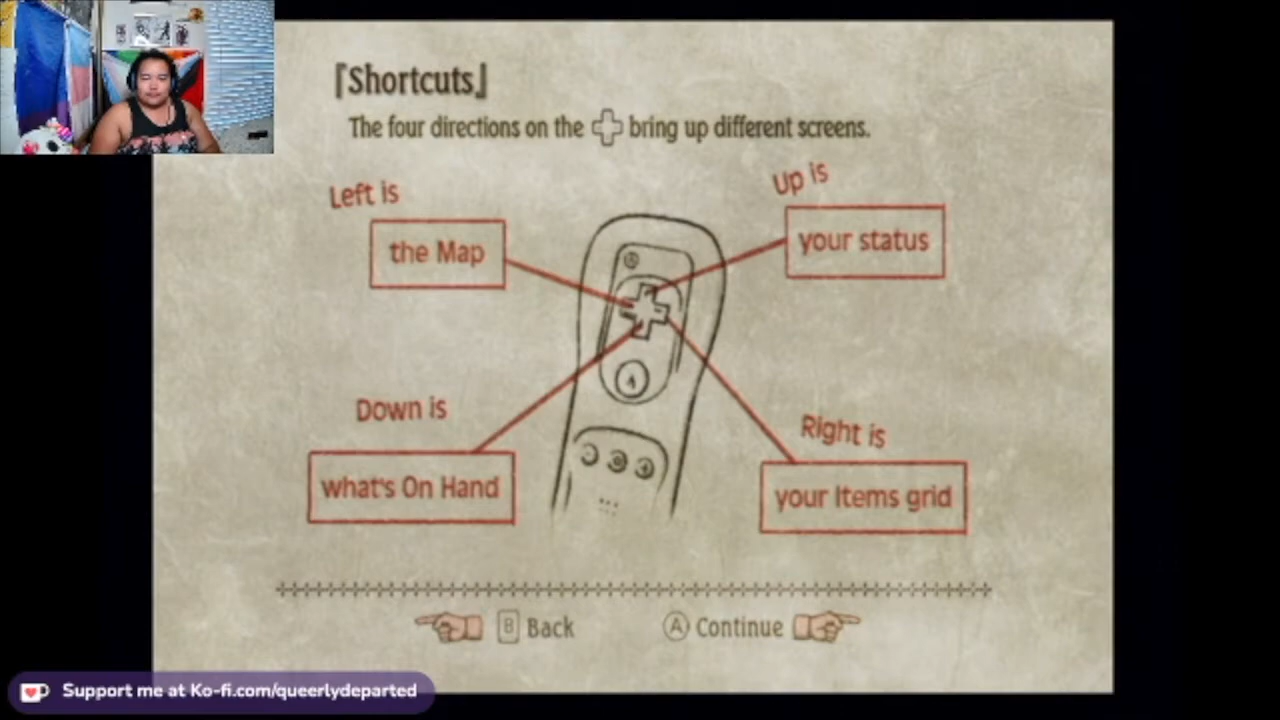 『Shortcuts』
The four directions on the bring up different screens.
Left is
the Map
Up is
your status
A
Down is
what's On Hand
Right is
your Items grid
B Back
A Continue
Support me at Ko-fi.com/queerlydeparted